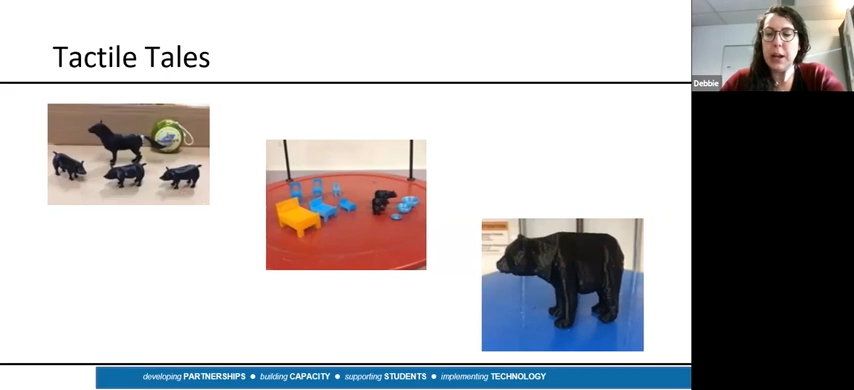 Tactile Tales
Debbie
developing PARTNERSHIPS ● building CAPACITY ● supporting STUDENTS ● implementing TECHNOLOGY